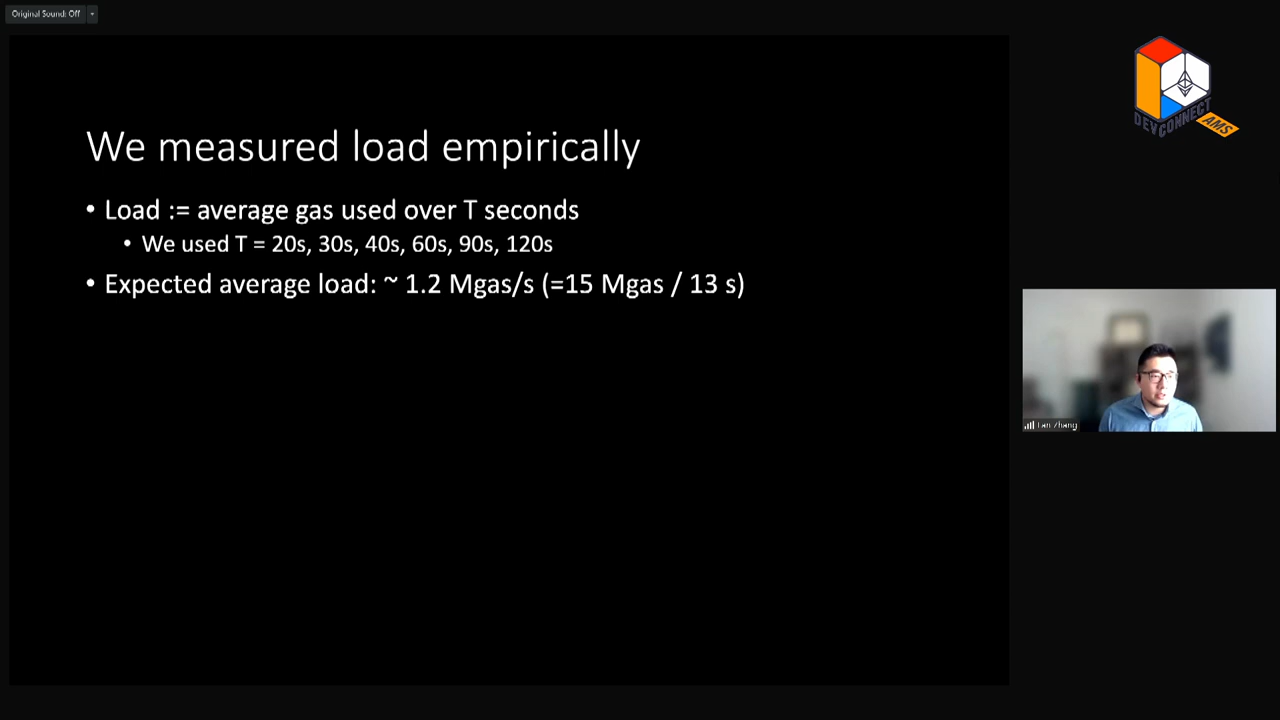 Original Sound: Off
We measured load empirically
• Load := average gas used over T seconds
• We used T = 20s, 30s, 40s, 60s, 90s, 120s
• Expected average load: ~ 1.2 Mgas/s (=15 Mgas / 13 s)
DEVCONNECT
AMS
Zhang